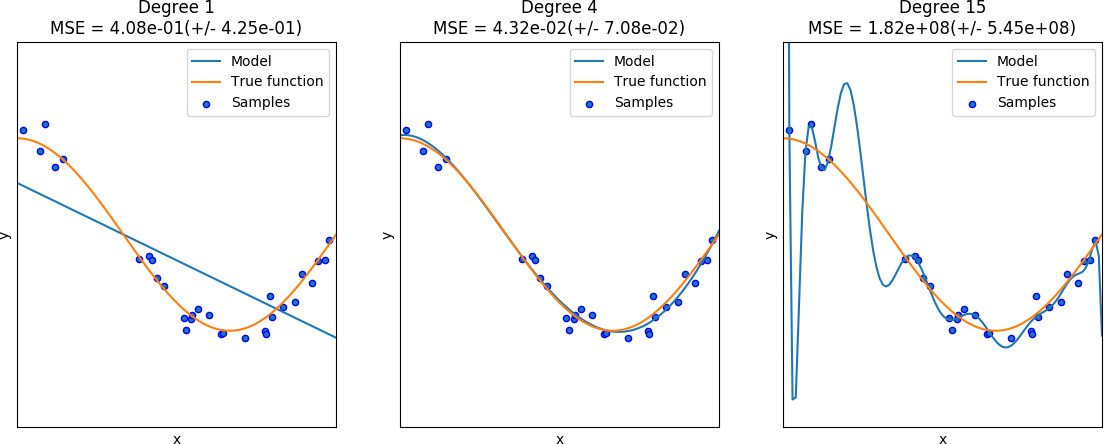 Degree 1
MSE = 4.08e-01(+/- 4.25e-01)
Model
True function
Samples
y
x
Degree 4
MSE = 4.32e-02(+/- 7.08e-02)
Model
True function
Samples
y
x
Degree 15
MSE = 1.82e+08(+/- 5.45e+08)
Model
True function
Samples
y
x